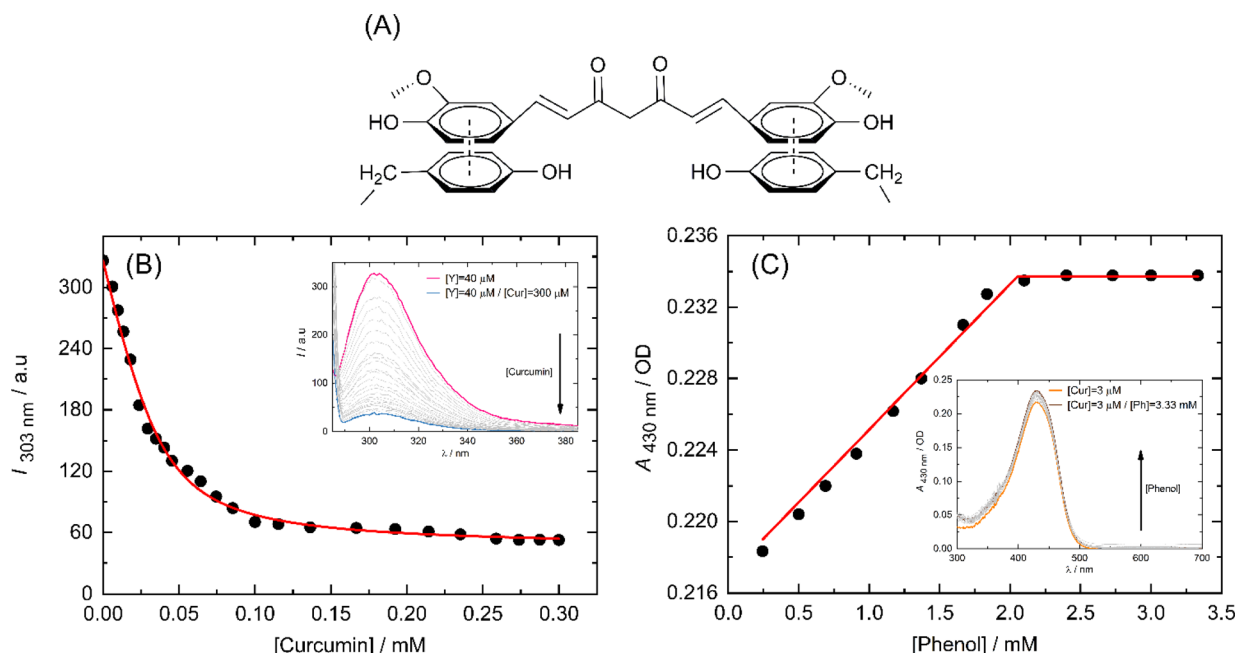 (A)
O O
O O
HO OH
H₂C OH HO CH₂
(B)
300
240
180
120
60
0
I 303 nm / a.u
0.00 0.05 0.10 0.15 0.20 0.25 0.30
[Curcumin] / mM
[Y]=40 μM
[Y]=40 μM / [Cur]=300 μM
[Curcumin]
300
200
100
0
I / a.u
300 320 340 360 380
λ / nm
(C)
0.236
0.232
0.228
0.224
0.220
0.216
A 430 nm / OD
0.0 0.5 1.0 1.5 2.0 2.5 3.0 3.5
[Phenol] / mM
[Cur]=3 μM
[Cur]=3 μM / [Ph]=3.33 mM
[Phenol]
0.25
0.20
0.15
0.10
0.05
0.00
A 430 nm / OD
300 400 500 600 700
λ / nm